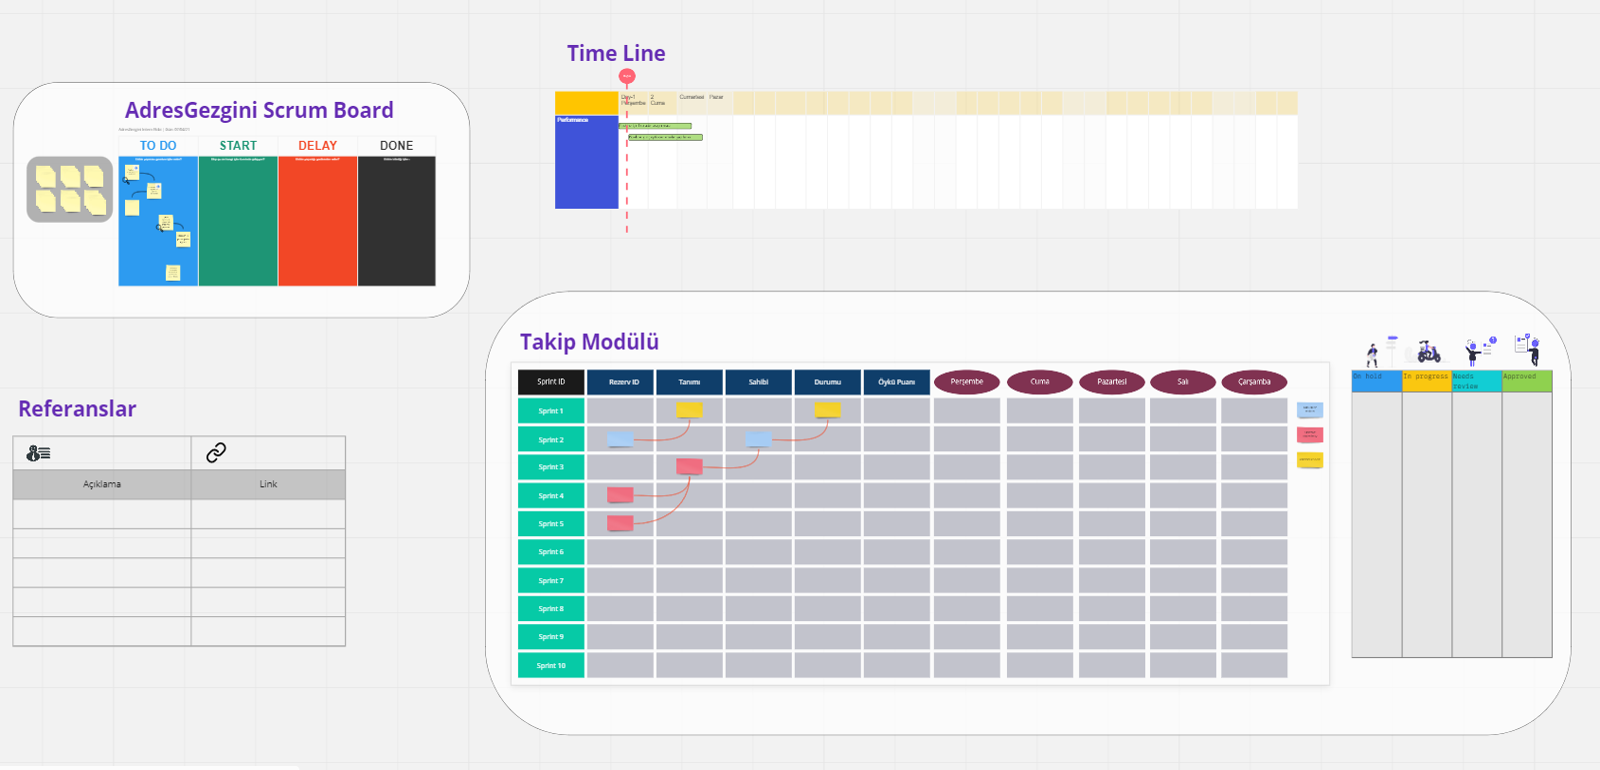 Time Line
Perşembe
2
Cuma
Cumartesi
Pazar
Performance
AdresGezgini Scrum Board
TO DO
START
DELAY
DONE
Takip Modülü
Sprint ID
Rezerv ID
Tanımı
Sahibi
Durumu
Öykü Puanı
Perşembe
Cuma
Pazartesi
Salı
Çarşamba
Sprint 1
Sprint 2
Sprint 3
Sprint 4
Sprint 5
Sprint 6
Sprint 7
Sprint 8
Sprint 9
Sprint 10
On hold
In progress
Needs
review
Approved
Referanslar
Açıklama
Link